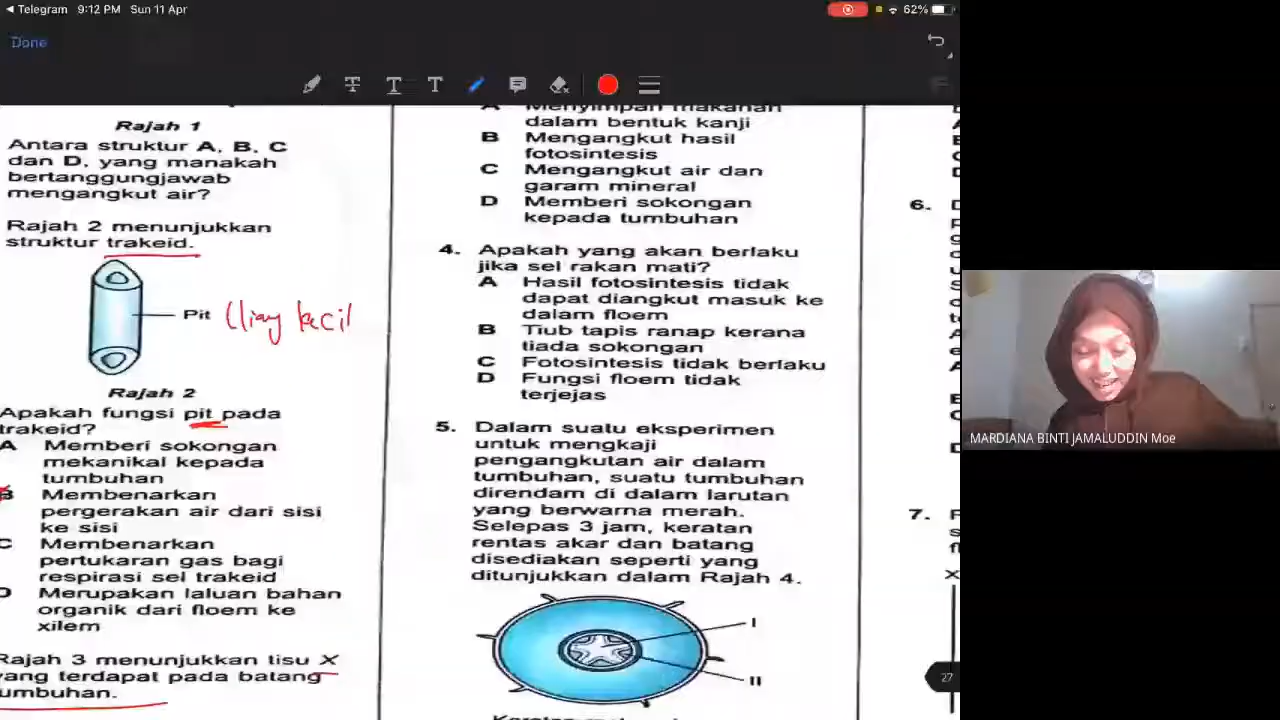 Telegram 9:12 PM Sun 11 Apr
62%
Done
T T T
Rajah 1
Antara struktur A, B, C
dan D, yang manakah
bertanggungjawab
mengangkut air?
Rajah 2 menunjukkan
struktur trakeid.
Pit (liang kecil
Rajah 2
Apakah fungsi pit pada
trakeid?
A Memberi sokongan
mekanikal kepada
tumbuhan
B Membenarkan
pergerakan air dari sisi
ke sisi
C Membenarkan
pertukaran gas bagi
respirasi sel trakeid
D Merupakan laluan bahan
organik dari floem ke
xilem
Rajah 3 menunjukkan tisu X
yang terdapat pada batang
tumbuhan.
A Menyimpan makanan
dalam bentuk kanji
B Mengangkut hasil
fotosintesis
C Mengangkut air dan
garam mineral
D Memberi sokongan
kepada tumbuhan
4. Apakah yang akan berlaku
jika sel rakan mati?
A Hasil fotosintesis tidak
dapat diangkut masuk ke
dalam floem
B Tiub tapis ranap kerana
tiada sokongan
C Fotosintesis tidak berlaku
D Fungsi floem tidak
terjejas
5. Dalam suatu eksperimen
untuk mengkaji
pengangkutan air dalam
tumbuhan, suatu tumbuhan
direndam di dalam larutan
yang berwarna merah.
Selepas 3 jam, keratan
rentas akar dan batang
disediakan seperti yang
ditunjukkan dalam Rajah 4.
I
II
6.
7.
X
27
MARDIANA BINTI JAMALUDDIN Moe